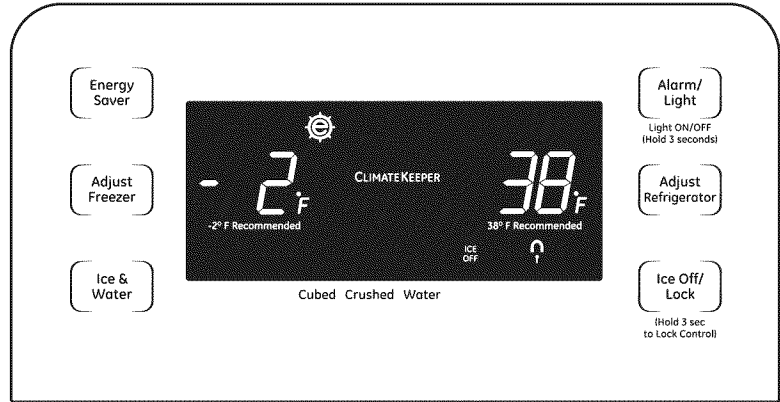 Energy
Saver
Adjust
Freezer
Ice &
Water
e
- 2°F
-2° F Recommended
CLIMATEKEEPER
38°F
38° F Recommended
ICE
OFF
Cubed Crushed Water
Alarm/
Light
Light ON/OFF
(Hold 3 seconds)
Adjust
Refrigerator
Ice Off/
Lock
(Hold 3 sec
to Lock Control)